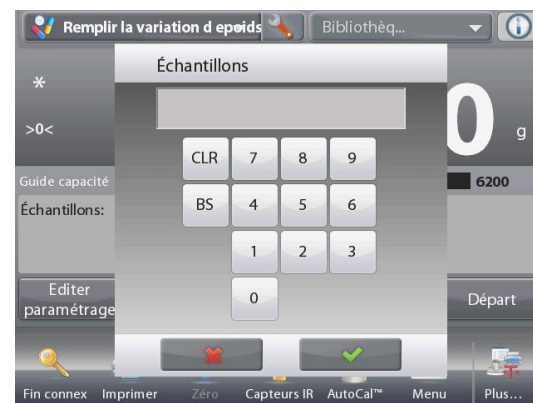 Remplir la variation d epoids
Bibliothèq...
Échantillons
*
>0<
0 g
CLR 7 8 9
Guide capacité
6200
BS 4 5 6
Échantillons:
1 2 3
0
Editer
paramétrage
Départ
Fin connex Imprimer Zéro Capteurs IR AutoCal™ Menu Plus...